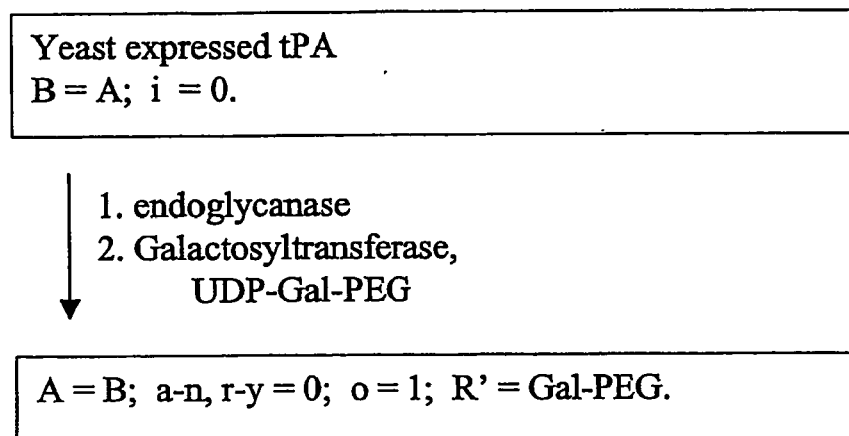 Yeast expressed tPA
B = A; i = 0.
1. endoglycanase
2. Galactosyltransferase,
UDP-Gal-PEG
A = B; a-n, r-y = 0; o = 1; R’ = Gal-PEG.